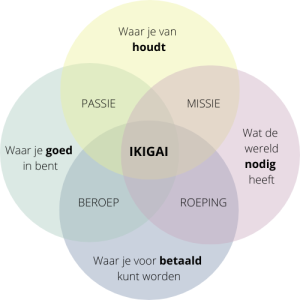 Waar je van
houdt
PASSIE
MISSIE
Waar je goed
in bent
IKIGAI
Wat de
wereld
nodig
heeft
BEROEP
ROEPING
Waar je voor betaald
kunt worden